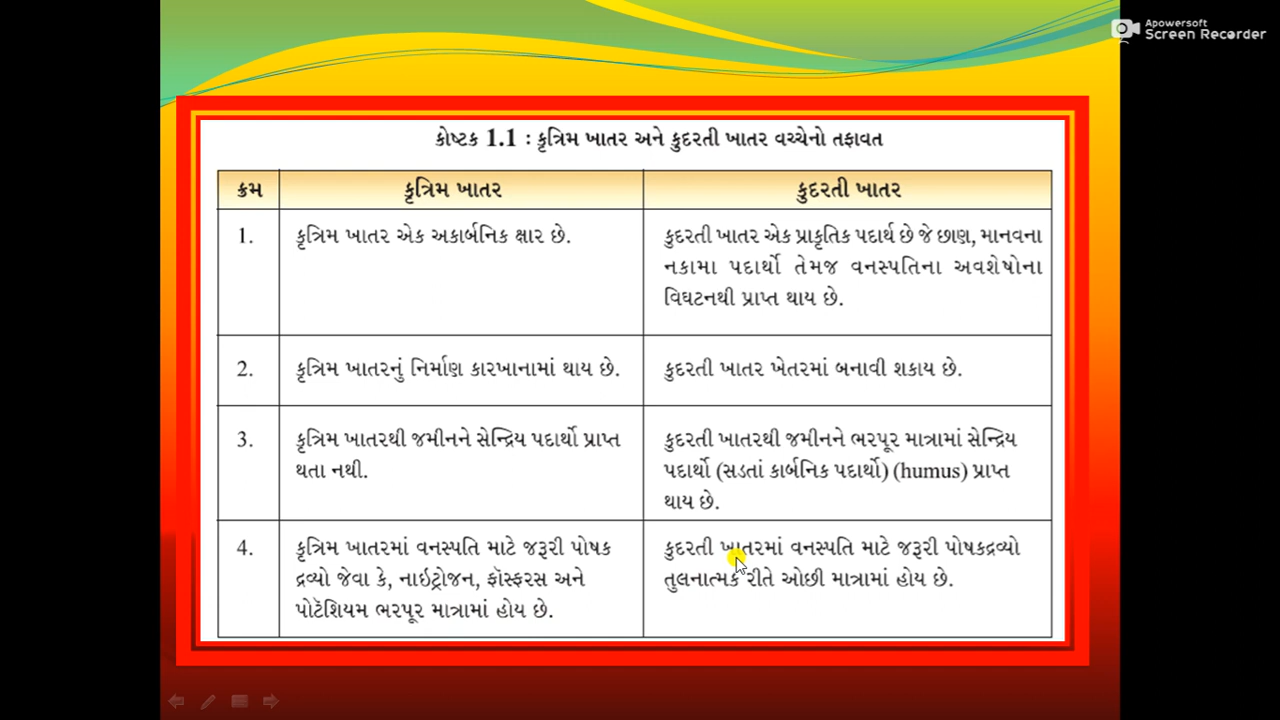 Apowersoft
Screen Recorder
કોષ્ટક 1.1 : કૃત્રિમ ખાતર અને કુદરતી ખાતર વચ્ચેનો તફાવત
ક્રમ કૃત્રિમ ખાતર કુદરતી ખાતર
1. કૃત્રિમ ખાતર એક અકાર્બનિક ક્ષાર છે.
કુદરતી ખાતર એક પ્રાકૃતિક પદાર્થ છે જે છાણ, માનવના
નકામા પદાર્થો તેમજ વનસ્પતિના અવશેષોના
વિઘટનથી પ્રાપ્ત થાય છે.
2. કૃત્રિમ ખાતરનું નિર્માણ કારખાનામાં થાય છે.
કુદરતી ખાતર ખેતરમાં બનાવી શકાય છે.
3. કૃત્રિમ ખાતરથી જમીનને સેન્દ્રિય પદાર્થો પ્રાપ્ત
થતા નથી.
કુદરતી ખાતરથી જમીનને ભરપૂર માત્રામાં સેન્દ્રિય
પદાર્થો (સડતાં કાર્બનિક પદાર્થો) (humus) પ્રાપ્ત
થાય છે.
4. કૃત્રિમ ખાતરમાં વનસ્પતિ માટે જરૂરી પોષક
દ્રવ્યો જેવા કે, નાઇટ્રોજન, ફૉસ્ફરસ અને
પોટૅશિયમ ભરપૂર માત્રામાં હોય છે.
કુદરતી ખાતરમાં વનસ્પતિ માટે જરૂરી પોષકદ્રવ્યો
તુલનાત્મક રીતે ઓછી માત્રામાં હોય છે.